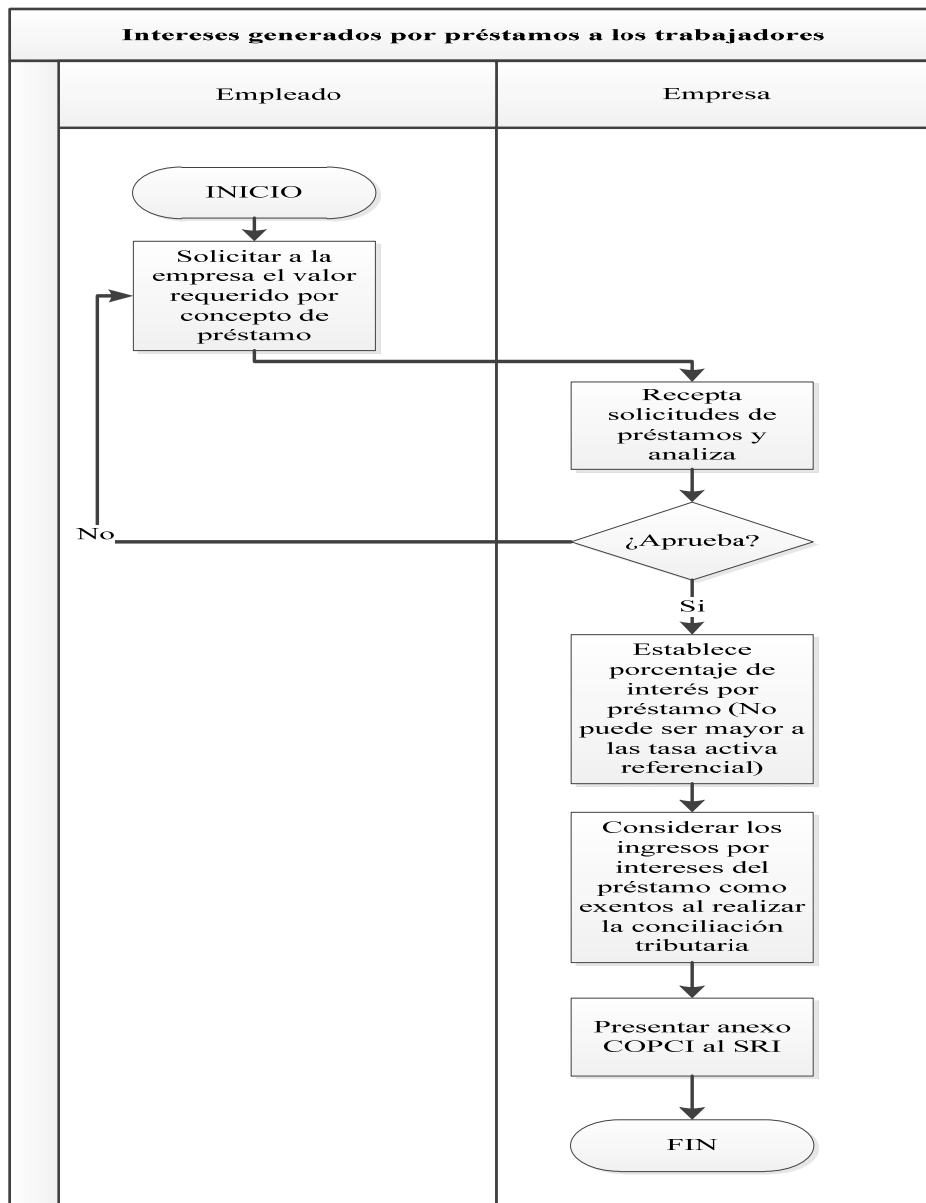 Intereses generados por préstamos a los trabajadores
Empleado
Empresa
INICIO
Solicitar a la
empresa el valor
requerido por
concepto de
préstamo
Recepta
solicitudes de
préstamos y
analiza
¿Aprueba?
No
Si
Establece
porcentaje de
interés por
préstamo (No
puede ser mayor a
las tasa activa
referencial)
Considerar los
ingresos por
intereses del
préstamo como
exentos al realizar
la conciliación
tributaria
Presentar anexo
COPCI al SRI
FIN